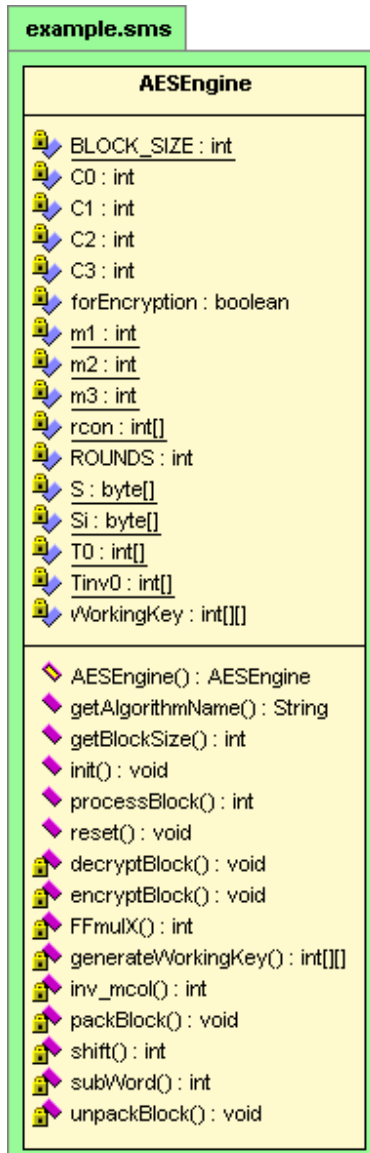 example.sms
AESEngine
BLOCK_SIZE : int
C0 : int
C1 : int
C2 : int
C3 : int
forEncryption : boolean
m1 : int
m2 : int
m3 : int
rcon : int[]
ROUNDS : int
S : byte[]
Si : byte[]
T0 : int[]
Tinv0 : int[]
WorkingKey : int[][]
AESEngine() : AESEngine
getAlgorithmName() : String
getBlockSize() : int
init() : void
processBlock() : int
reset() : void
decryptBlock() : void
encryptBlock() : void
FFmulX() : int
generateWorkingKey() : int[][]
inv_mcol() : int
packBlock() : void
shift() : int
subWord() : int
unpackBlock() : void